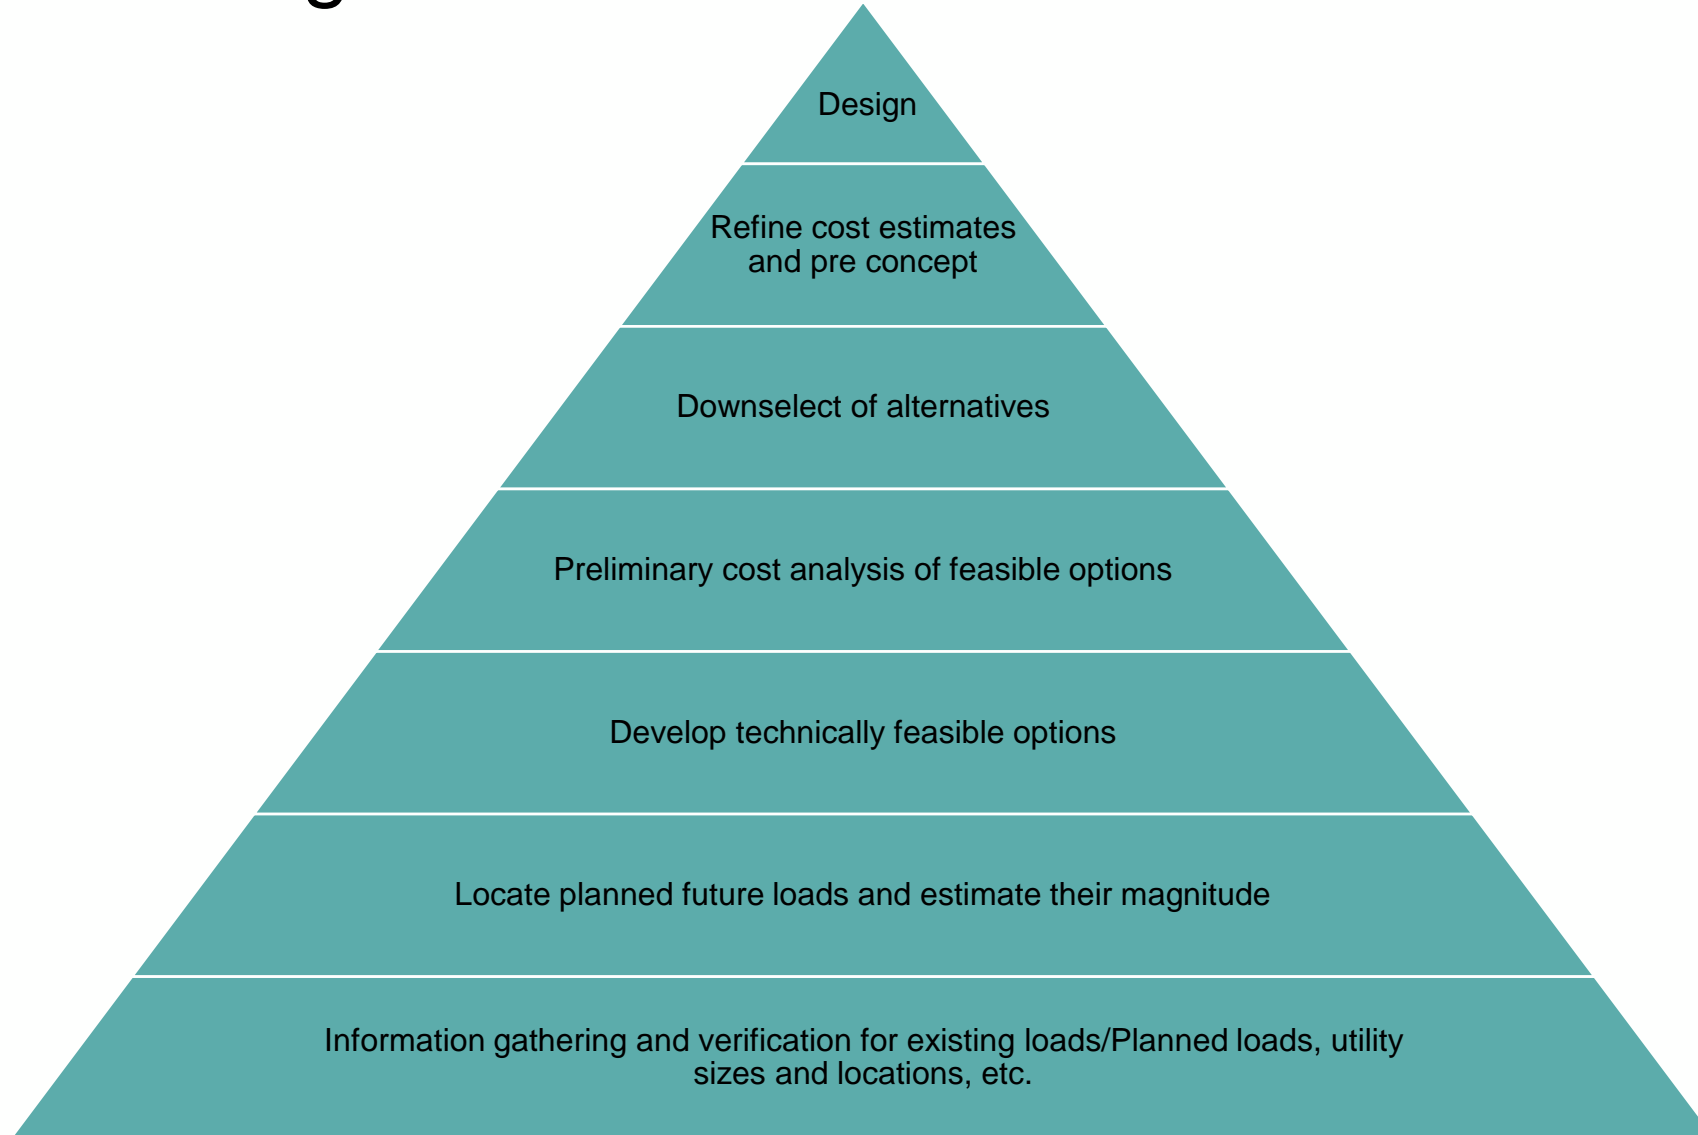 Design
Refine cost estimates
and pre concept
Downselect of alternatives
Preliminary cost analysis of feasible options
Develop technically feasible options
Locate planned future loads and estimate their magnitude
Information gathering and verification for existing loads/Planned loads, utility
sizes and locations, etc.